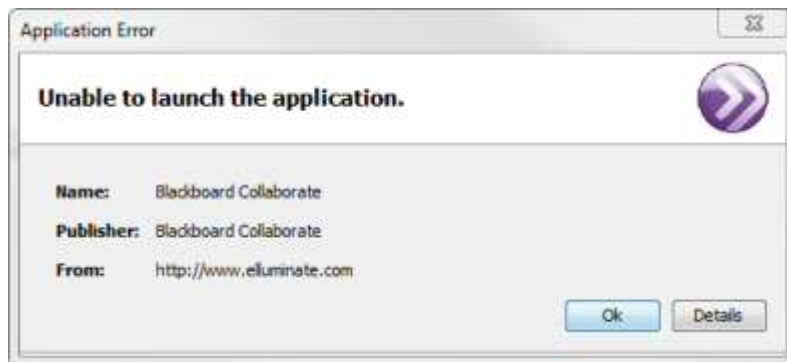 Application Error
Unable to launch the application.
Name: Blackboard Collaborate
Publisher: Blackboard Collaborate
From: http://www.elluminate.com
Ok Details